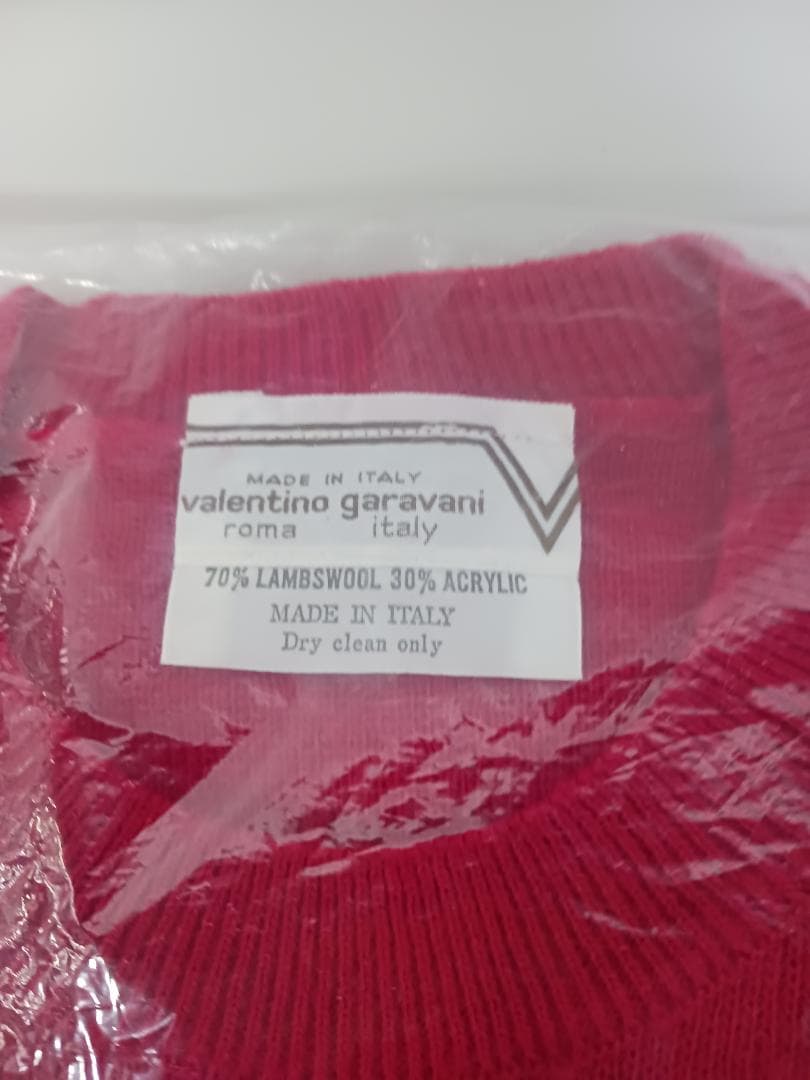 MADE IN ITALY
valentino garavani
roma italy
70% LAMBSWOOL 30% ACRYLIC
MADE IN ITALY
Dry clean only